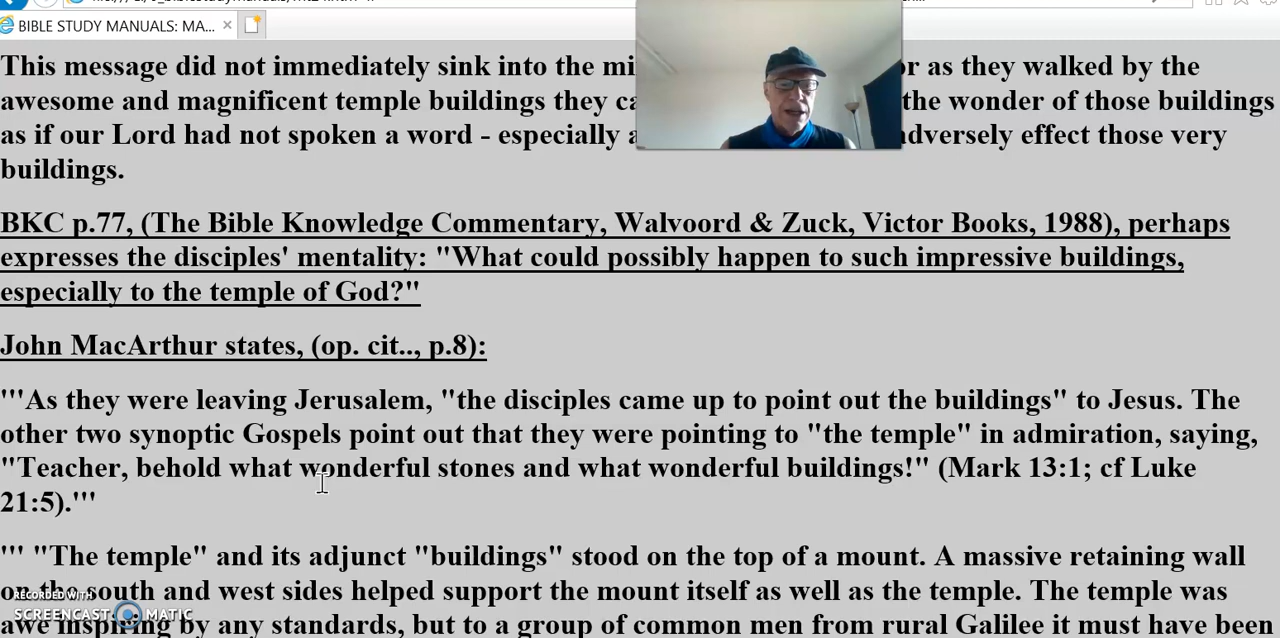 BIBLE STUDY MANUALS: MA...
This message did not immediately sink into the or as they walked by the
awesome and magnificent temple buildings they the wonder of those buildings
as if our Lord had not spoken a word - especially adversely effect those very
buildings.
BKC p.77, (The Bible Knowledge Commentary, Walvoord & Zuck, Victor Books, 1988), perhaps
expresses the disciples' mentality: "What could possibly happen to such impressive buildings,
especially to the temple of God?"
John MacArthur states, (op. cit.., p.8):
'''As they were leaving Jerusalem, "the disciples came up to point out the buildings" to Jesus. The
other two synoptic Gospels point out that they were pointing to "the temple" in admiration, saying,
"Teacher, behold what wonderful stones and what wonderful buildings!" (Mark 13:1; cf Luke
21:5).'''
''' "The temple" and its adjunct "buildings" stood on the top of a mount. A massive retaining wall
on the south and west sides helped support the mount itself as well as the temple. The temple was
RECORDED WITH
SCREENCAST MATIC
awe inspiring by any standards, but to a group of common men from rural Galilee it must have been